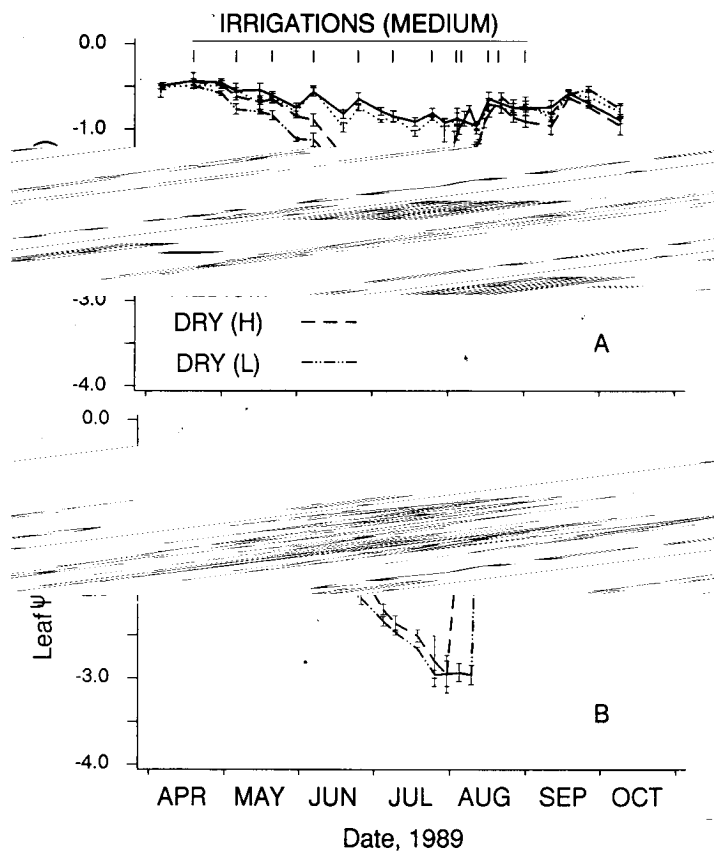 IRRIGATIONS (MEDIUM)
0.0
-1.0
-3.0
DRY (H)
DRY (L)
A
-4.0
0.0
Leaf Ψ
-3.0
B
-4.0
APR MAY JUN JUL AUG SEP OCT
Date, 1989